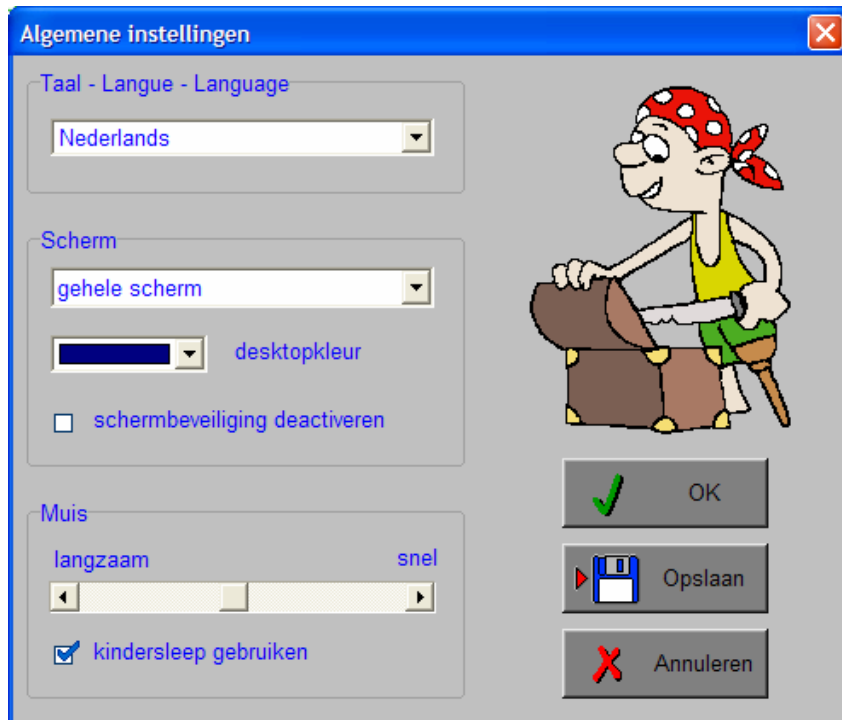 Algemene instellingen
Taal - Langue - Language
Nederlands
Scherm
gehele scherm
desktopkleur
schermbeveiliging deactiveren
Muis
langzaam snel
kindersleep gebruiken
OK
Opslaan
Annuleren